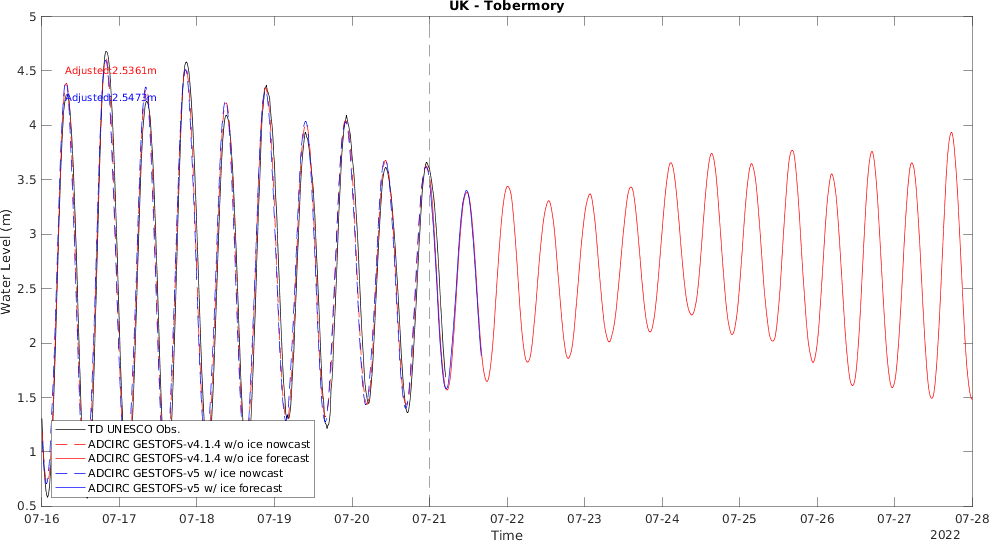 UK - Tobermory
5
4.5
4
3.5
3
2.5
2
1.5
1
0.5
Water Level (m)
Adjusted:2.5361m
Adjusted:2.5473m
TD UNESCO Obs.
ADCIRC GESTOFS-v4.1.4 w/o ice nowcast
ADCIRC GESTOFS-v4.1.4 w/o ice forecast
ADCIRC GESTOFS-v5 w/ ice nowcast
ADCIRC GESTOFS-v5 w/ ice forecast
07-16 07-17 07-18 07-19 07-20 07-21 07-22 07-23 07-24 07-25 07-26 07-27 07-28
Time
2022